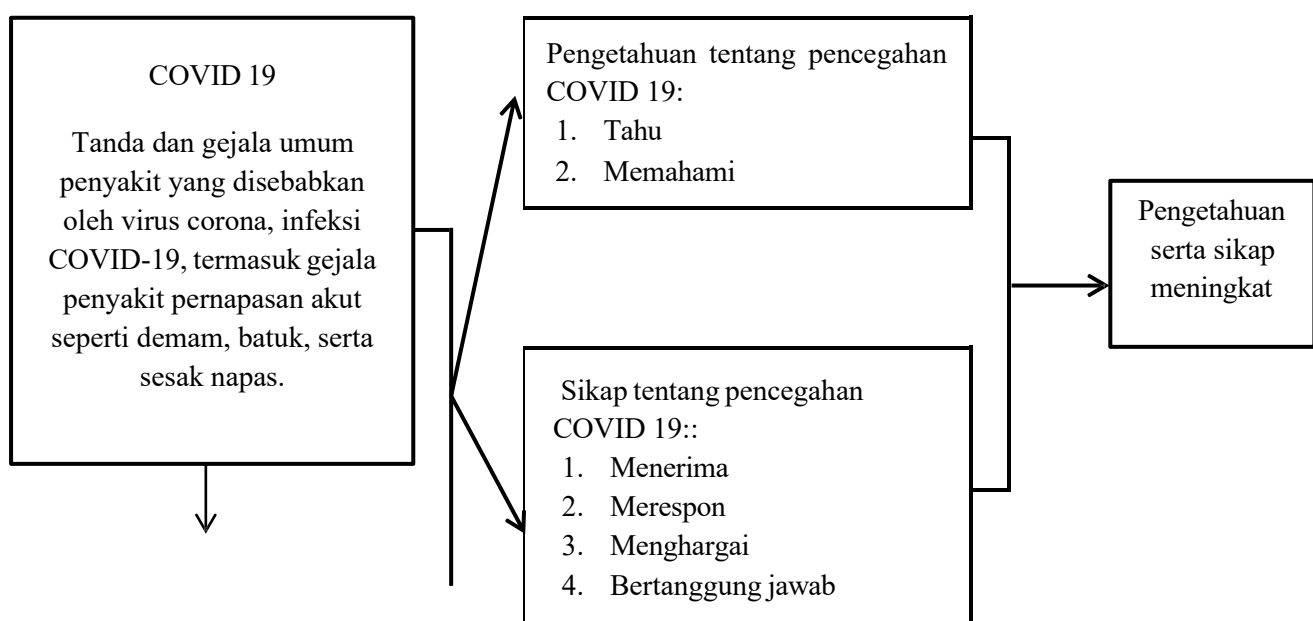 COVID 19
Tanda dan gejala umum
penyakit yang disebabkan
oleh virus corona, infeksi
COVID-19, termasuk gejala
penyakit pernapasan akut
seperti demam, batuk, serta
sesak napas.
Pengetahuan tentang pencegahan
COVID 19:
1. Tahu
2. Memahami
Sikap tentang pencegahan
COVID 19::
1. Menerima
2. Merespon
3. Menghargai
4. Bertanggung jawab
Pengetahuan
serta sikap
meningkat